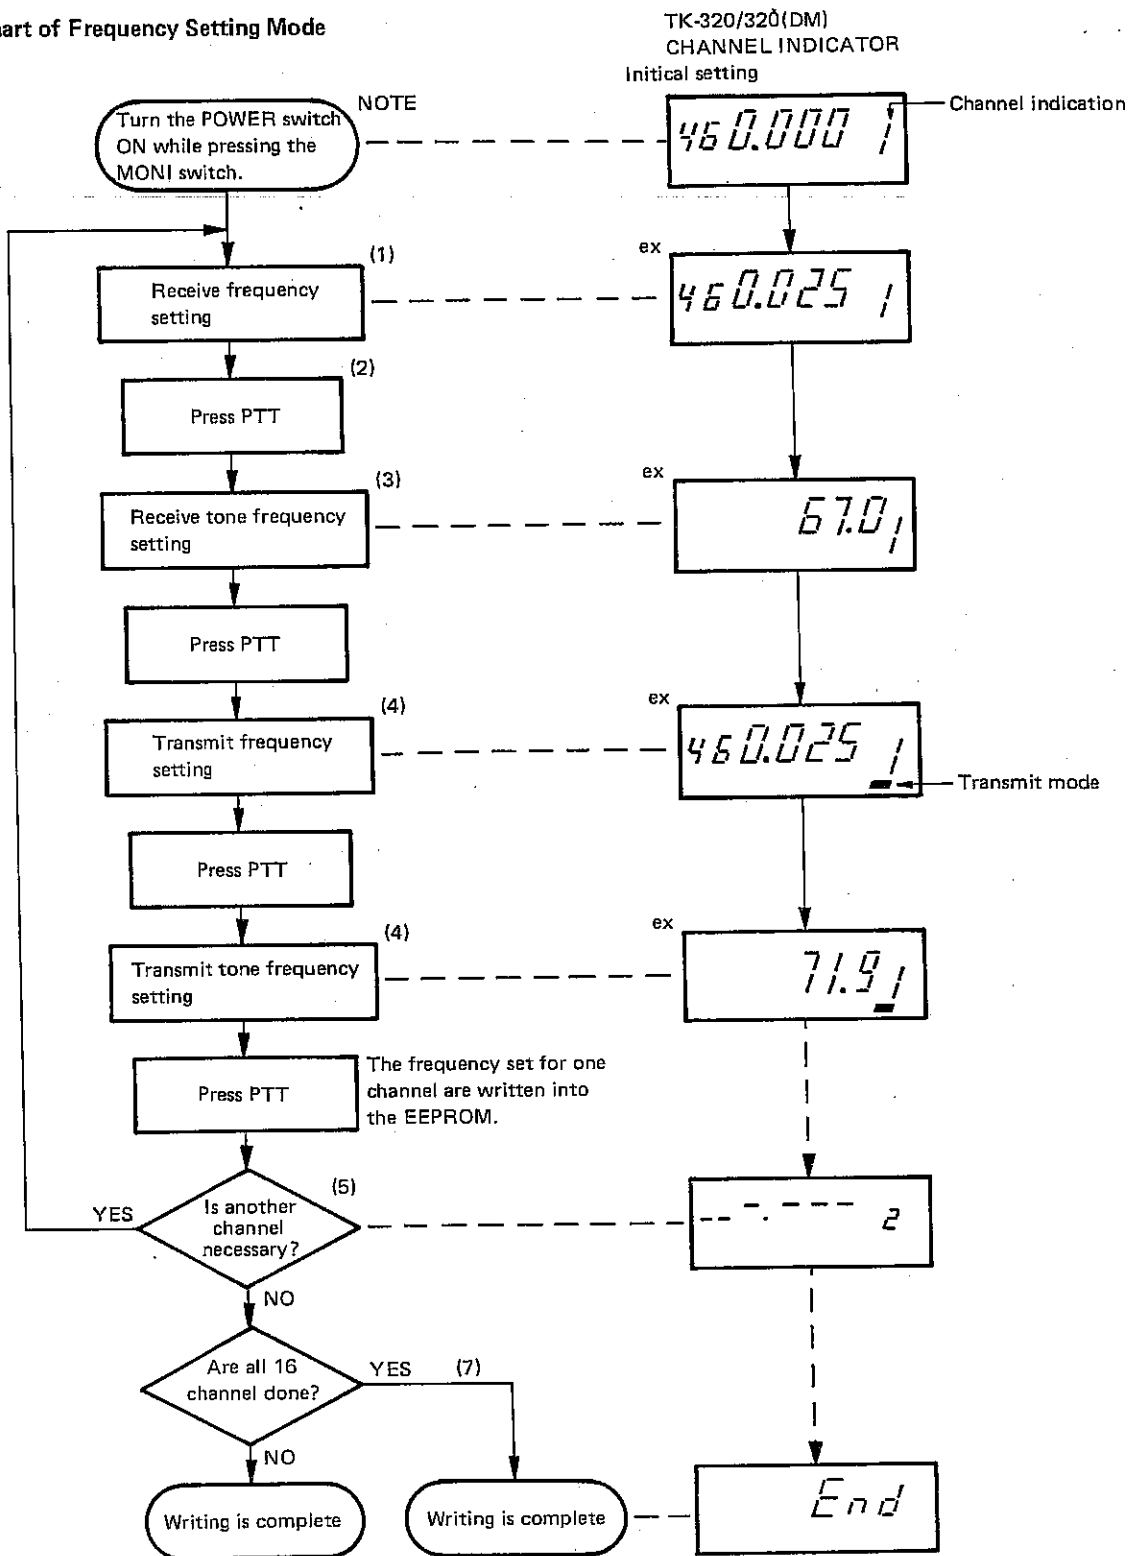 art of Frequency Setting Mode
TK-320/320(DM)
CHANNEL INDICATOR
Initical setting
NOTE
Turn the POWER switch
ON while pressing the
MONI switch.
460.000 1
Channel indication
(1)
Receive frequency
setting
ex
460.025 1
(2)
Press PTT
(3)
Receive tone frequency
setting
ex
67.0 1
Press PTT
(4)
Transmit frequency
setting
ex
460.025 1
Transmit mode
Press PTT
(4)
Transmit tone frequency
setting
ex
71.9 1
Press PTT
The frequency set for one
channel are written into
the EEPROM.
(5)
YES
Is another
channel
necessary?
---.--- 2
NO
Are all 16
channel done?
YES (7)
NO
Writing is complete
Writing is complete
End